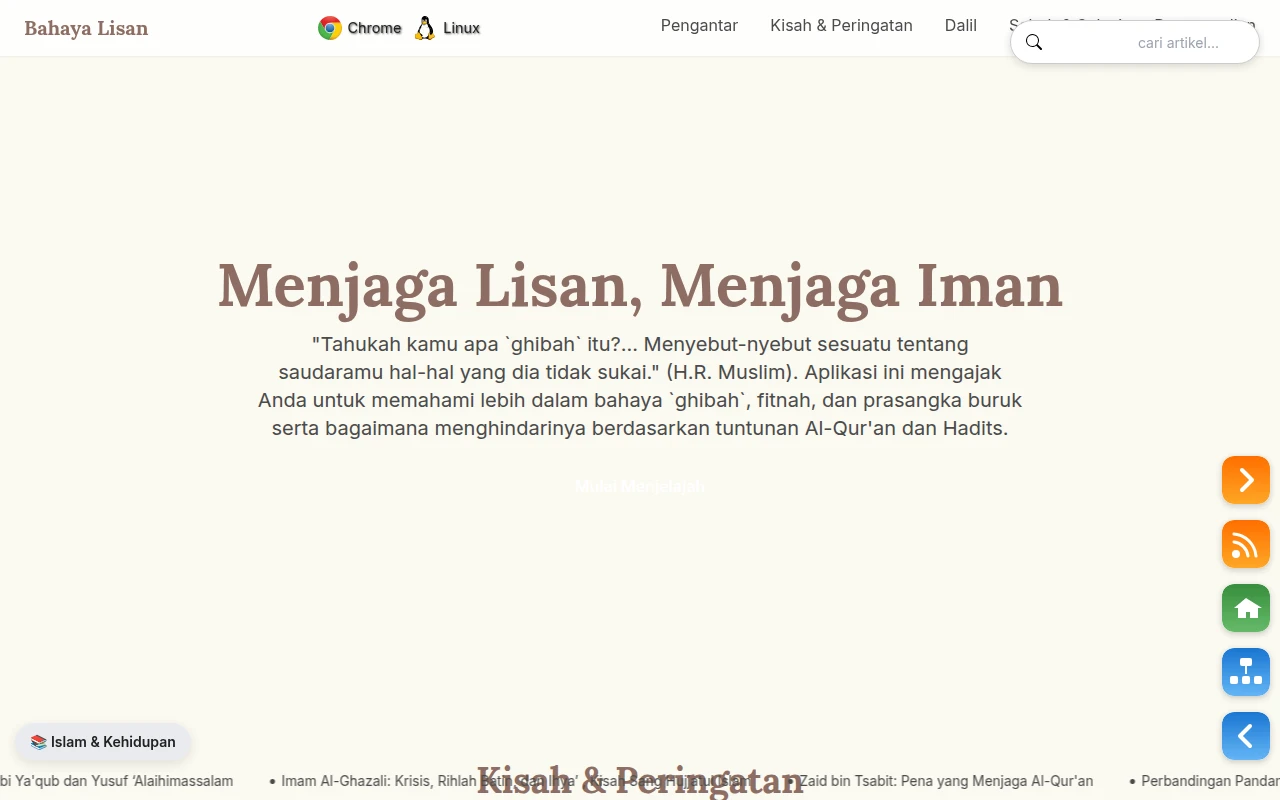 Bahaya Lisan
Chrome Linux
Pengantar Kisah & Peringatan Dalil
cari artikel...
Menjaga Lisan, Menjaga Iman
"Tahukah kamu apa `ghibah` itu?... Menyebut-nyebut sesuatu tentang
saudaramu hal-hal yang dia tidak sukai." (H.R. Muslim). Aplikasi ini mengajak
Anda untuk memahami lebih dalam bahaya `ghibah`, fitnah, dan prasangka buruk
serta bagaimana menghindarinya berdasarkan tuntunan Al-Qur'an dan Hadits.
Mulai Menjelajah
📚 Islam & Kehidupan
Kisah & Peringatan
bi Ya'qub dan Yusuf ‘Alaihimassalam • Imam Al-Ghazali: Krisis, Rihlah Batin, dan Ihya’ - Kisah Sang Hujjatul Islam • Zaid bin Tsabit: Pena yang Menjaga Al-Qur'an • Perbandingan Pandan